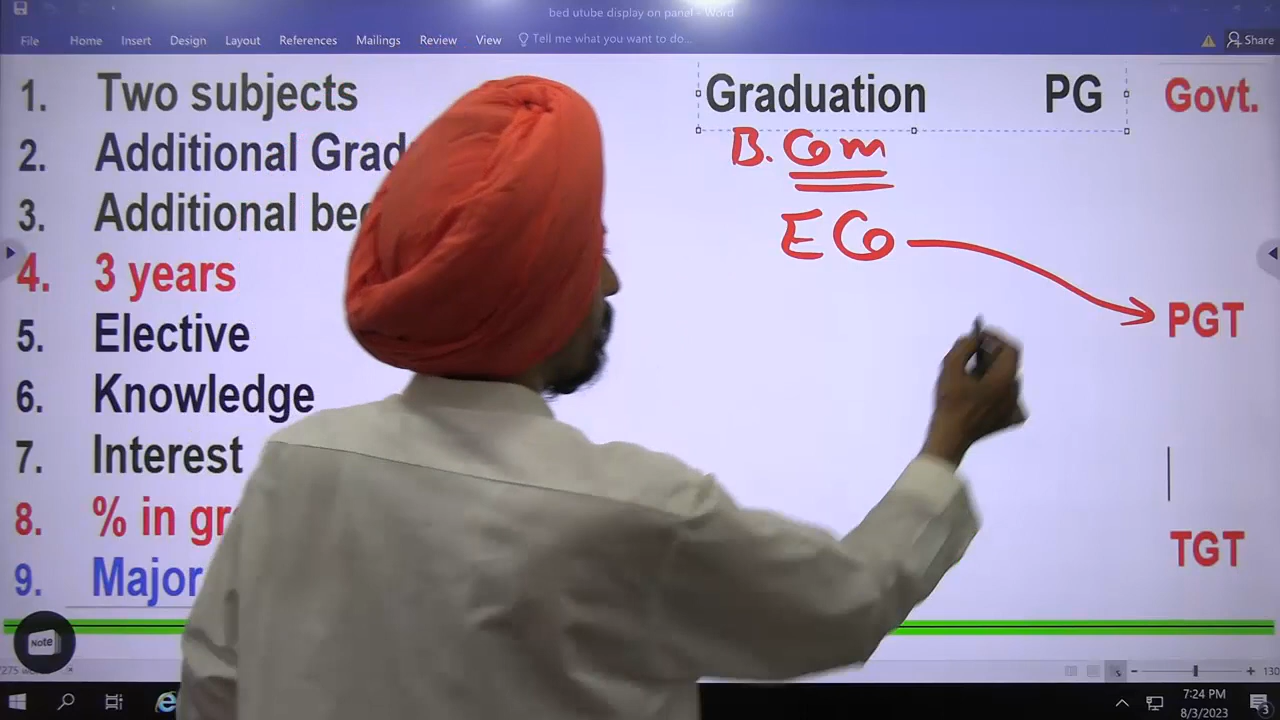 bed utube display on panel - Word
File Home Insert Design Layout References Mailings Review View Tell me what you want to do... Share
1. Two subjects
2. Additional Grad
3. Additional be
4. 3 years
5. Elective
6. Knowledge
7. Interest
8. % in gr
9. Major
Graduation PG Govt.
B. Com
ECO
PGT
TGT
Note
130
7:24 PM
8/3/2023
3